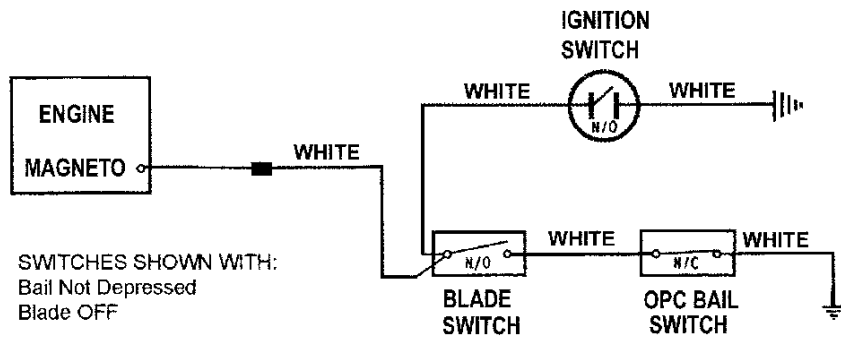 IGNITION
SWITCH
WHITE
WHITE
N/O
ENGINE
MAGNETO
WHITE
WHITE
WHITE
N/O
N/C
SWITCHES SHOWN WITH:
Bail Not Depressed
Blade OFF
BLADE
SWITCH
OPC BAIL
SWITCH